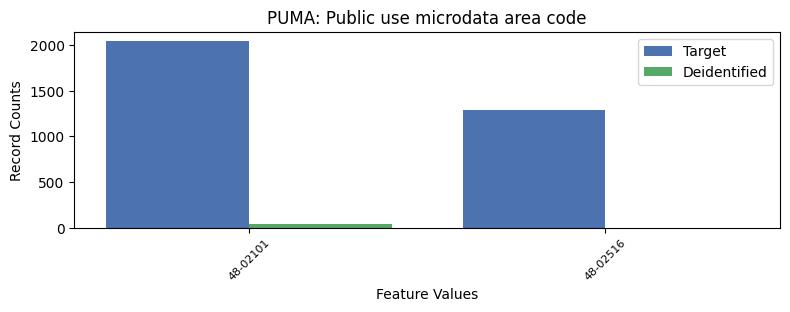 PUMA: Public use microdata area code
Target
Deidentified
Record Counts
2000
1500
1000
500
0
48-02101
48-02516
Feature Values